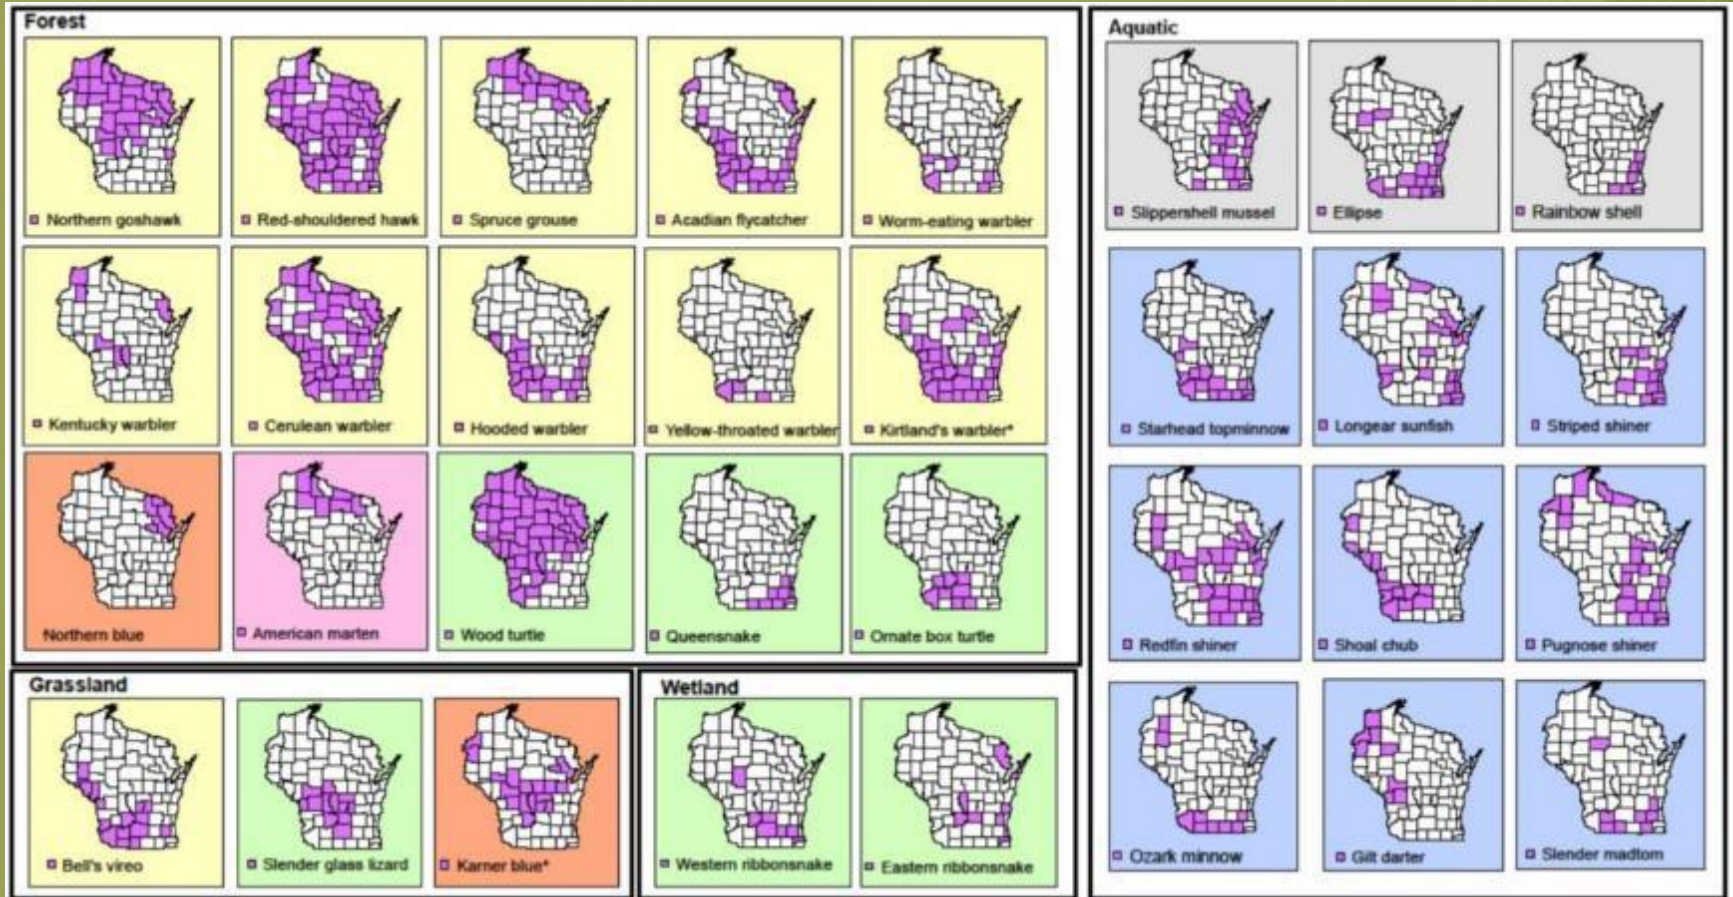 Forest
Northern goshawk
Red-shouldered hawk
Spruce grouse
Acadian flycatcher
Worm-eating warbler
Kentucky warbler
Cerulean warbler
Hooded warbler
Yellow-throated warbler
Kirtland's warbler*
Northern blue
American marten
Wood turtle
Queensnake
Ornate box turtle
Grassland
Bell's vireo
Slender glass lizard
Karner blue*
Wetland
Western ribbonsnake
Eastern ribbonsnake
Aquatic
Slippershell mussel
Ellipse
Rainbow shell
Starhead topminnow
Longear sunfish
Striped shiner
Redfin shiner
Shoal chub
Pugnose shiner
Ozark minnow
Gilt darter
Slender madtom